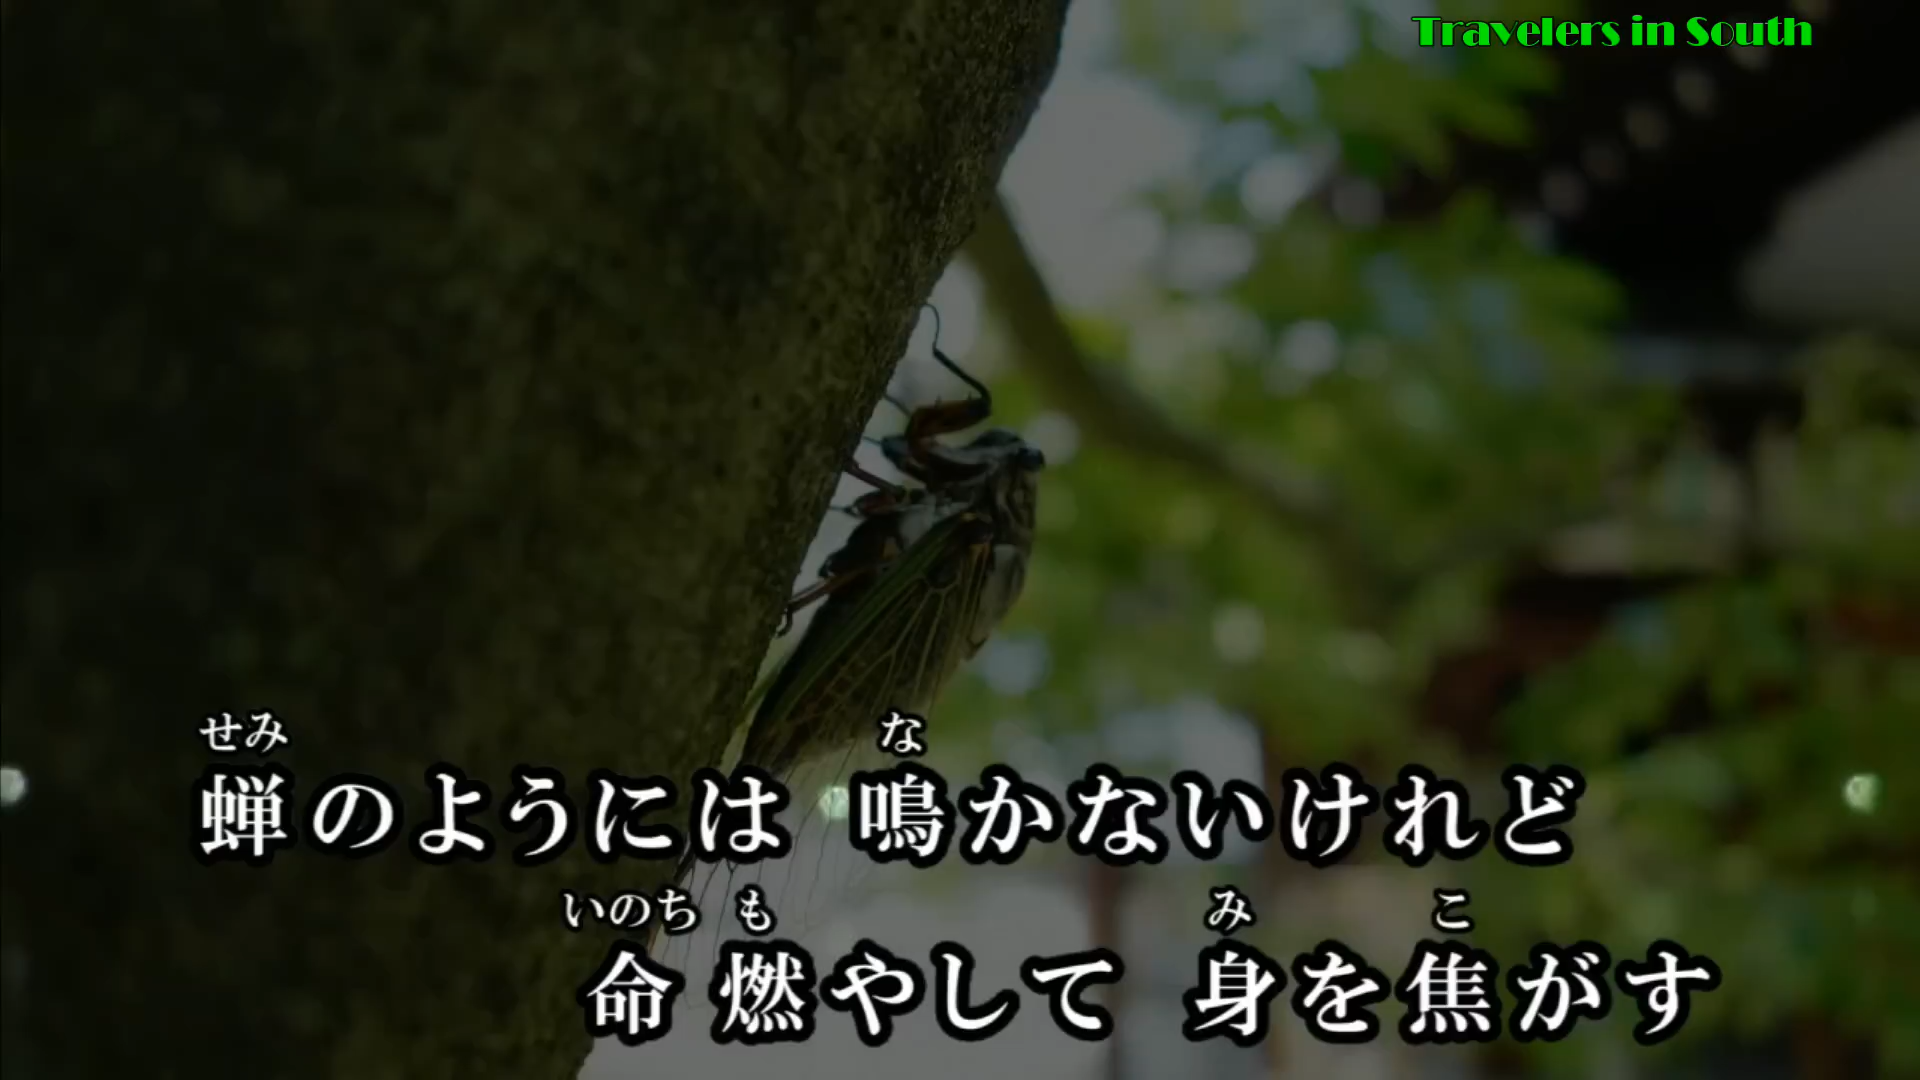 Travelers in South
せみ な
蝉のようには 鳴かないけれど
いのち も み こ
命 燃やして 身を焦がす